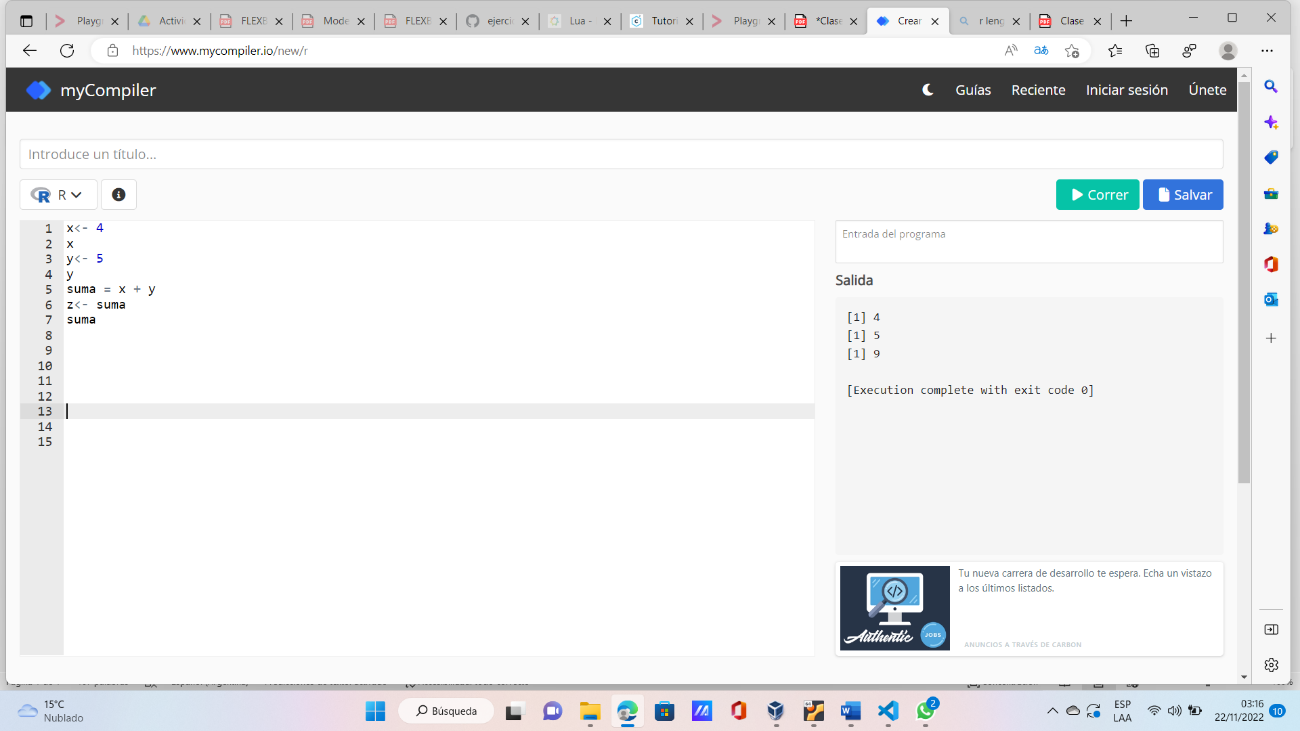 Playg
Activi
FLEXE
Mode
FLEXE
ejerci
Lua -
Tutori
Playg
*Clase
Crear
r leng
Clase
https://www.mycompiler.io/new/r
myCompiler
Guías
Reciente
Iniciar sesión
Únete
Introduce un título...
R
Correr
Salvar
1 x<- 4
2 x
3 y<- 5
4 y
5 suma = x + y
6 z<- suma
7 suma
8
9
10
11
12
13
14
15
Entrada del programa
Salida
[1] 4
[1] 5
[1] 9
[Execution complete with exit code 0]
Tu nueva carrera de desarrollo te espera. Echa un vistazo
a los últimos listados.
Authentic
JOBS
ANUNCIOS A TRAVÉS DE CARBON
15°C
Nublado
Búsqueda
2
ESP
LAA
03:16
22/11/2022
10